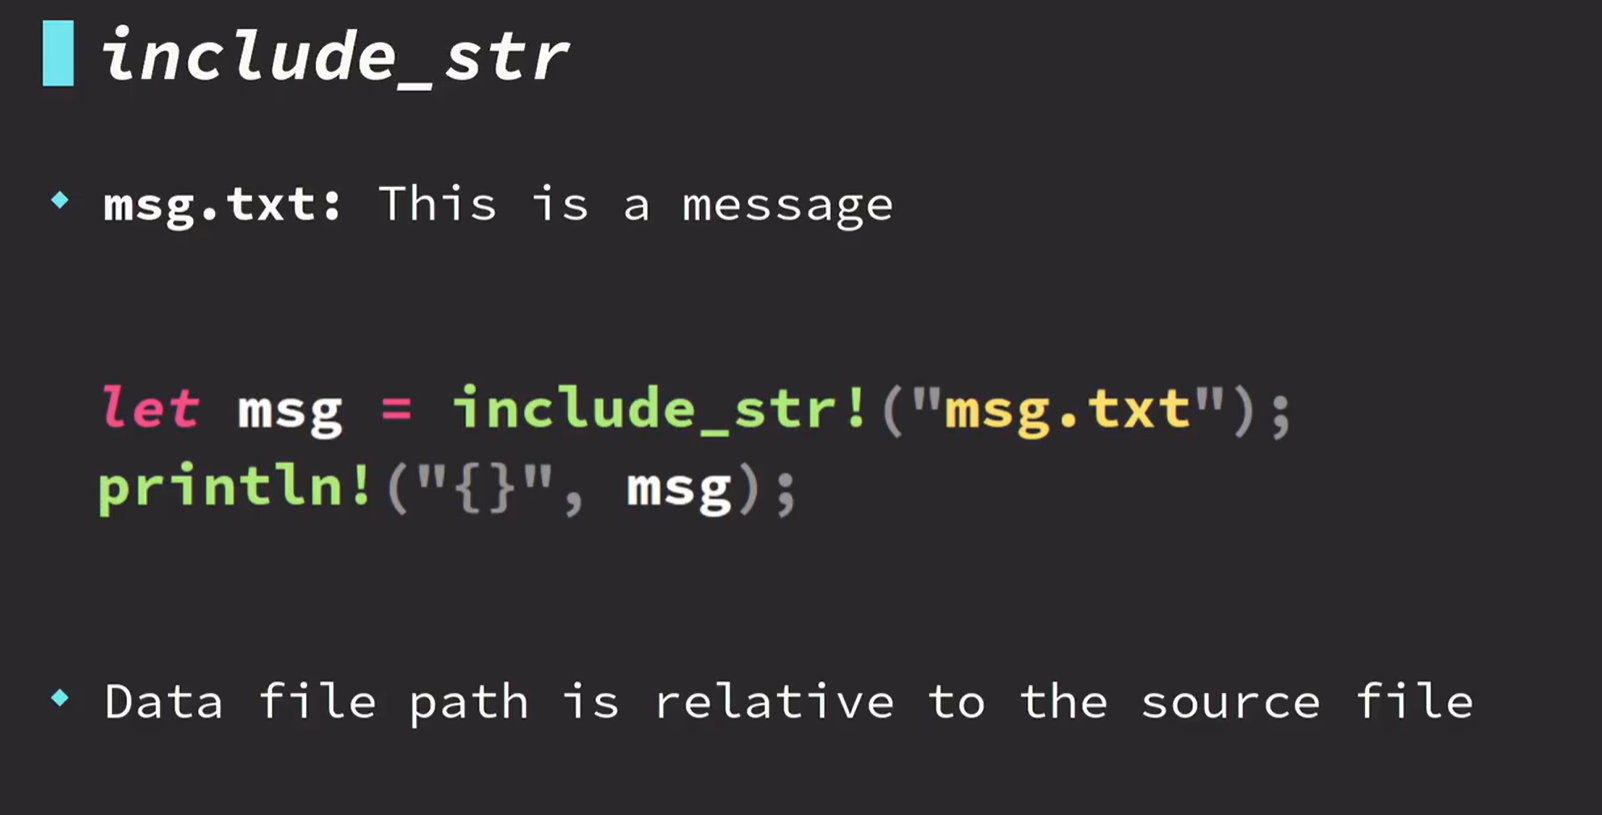 include_str
msg.txt: This is a message
let msg = include_str!("msg.txt");
println!("{}", msg);
Data file path is relative to the source file